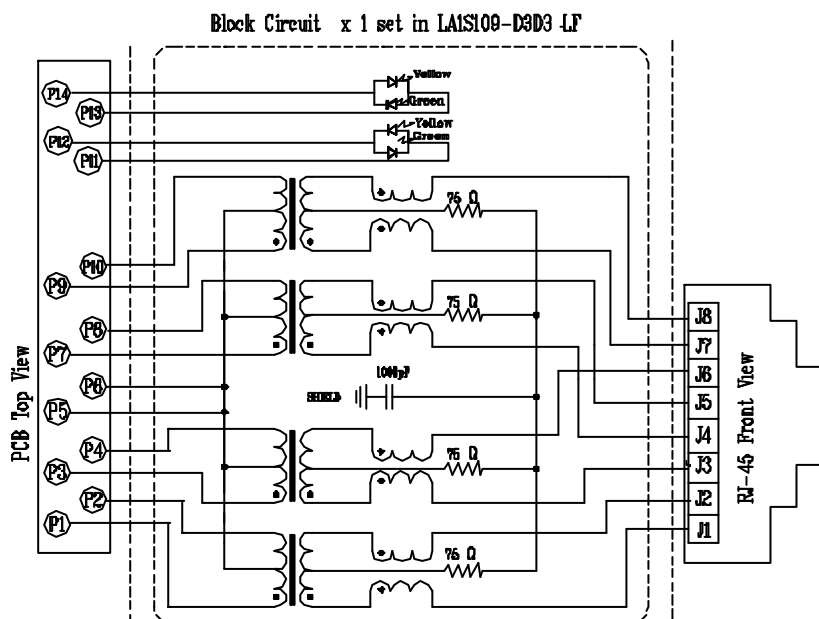 Block Circuit x 1 set in LA1S109-D3D3-LF
P14
Yellow
Green
P13
P12
Yellow
Green
P11
75 Ω
P10
P9
75 Ω
P8
P7
P6
P5
1000pF
SHIELD
P4
P3
75 Ω
P2
P1
75 Ω
PCB Top View
J8
J7
J6
J5
J4
J3
J2
J1
RJ-45 Front View